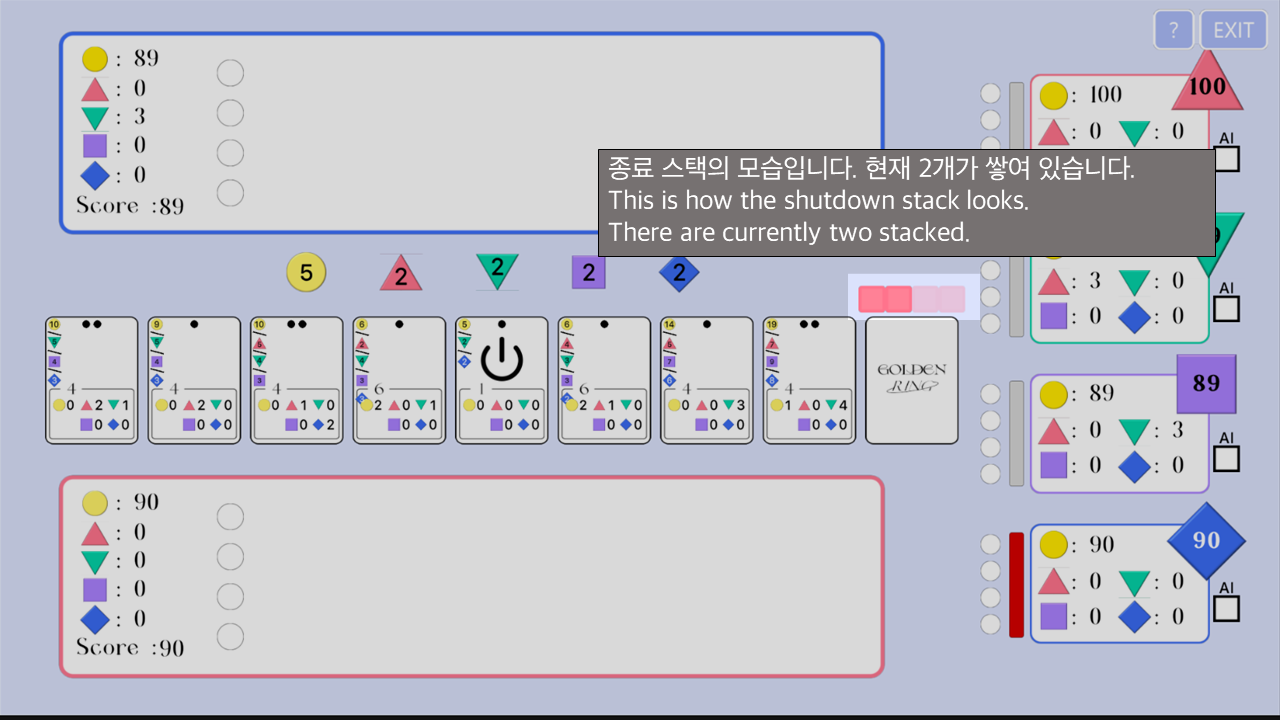 ? EXIT
: 89
: 0
: 3
: 0
: 0
Score :89
: 100
: 0 : 0
100
AI
종료 스택의 모습입니다. 현재 2개가 쌓여 있습니다.
This is how the shutdown stack looks.
There are currently two stacked.
: 3 : 0
: 0 : 0
AI
5 2 2 2 2
10 5 4 3
4
0 2 1
0 0
9 5 4 3
4
0 2 0
0 0
10 5 4 3
4
0 1 0
0 2
6 2 4 3
6
2 0 1
0 0
5 2 2
1
0 0 0
0 0
6 4 3 3
6
2 1 0
0 0
14 5 7 6
4
0 0 3
0 0
19 7 9 8
4
1 0 4
0 0
GOLDEN
RING
: 89
: 0 : 3
: 0 : 0
89
AI
: 90
: 0
: 0
: 0
: 0
Score :90
: 90
: 0 : 0
: 0 : 0
90
AI